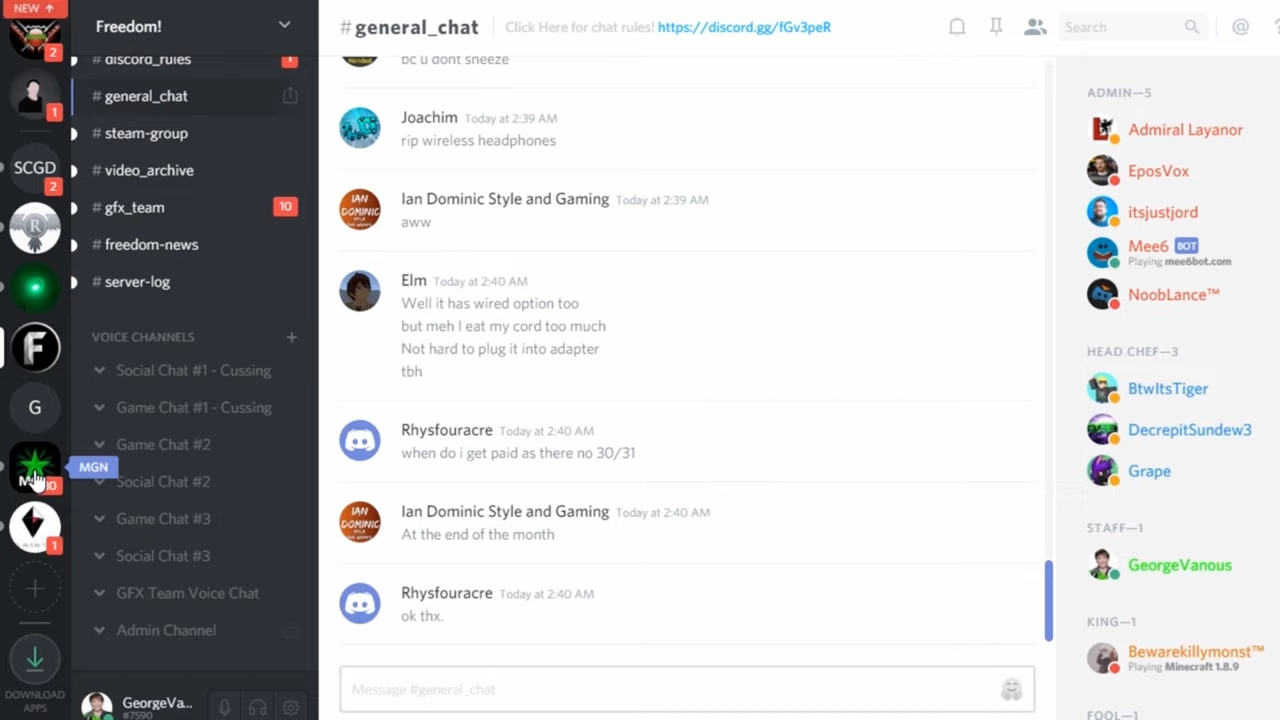 NEW ↑
2
1
SCGD
2
R
F
G
MGN
1
DOWNLOAD
APPS
Freedom!
# discord_rules
# general_chat
# steam-group
# video_archive
# gfx_team 10
# freedom-news
# server-log
VOICE CHANNELS +
Social Chat #1 - Cussing
Game Chat #1 - Cussing
Game Chat #2
Social Chat #2
Game Chat #3
Social Chat #3
GFX Team Voice Chat
Admin Channel
GeorgeVa...
#7590
#general_chat
Click Here for chat rules! https://discord.gg/fGv3peR
Search
@
bc u dont sneeze
Joachim Today at 2:39 AM
rip wireless headphones
IAN DOMINIC
Ian Dominic Style and Gaming Today at 2:39 AM
aww
Elm Today at 2:40 AM
Well it has wired option too
but meh I eat my cord too much
Not hard to plug it into adapter
tbh
Rhysfouracre Today at 2:40 AM
when do i get paid as there no 30/31
IAN DOMINIC
Ian Dominic Style and Gaming Today at 2:40 AM
At the end of the month
Rhysfouracre Today at 2:40 AM
ok thx.
Message #general_chat
ADMIN—5
Admiral Layanor
EposVox
itsjustjord
Mee6 BOT
Playing mee6bot.com
NoobLance™
HEAD CHEF—3
BtwItsTiger
DecrepitSundew3
Grape
STAFF—1
GeorgeVanous
KING—1
Bewarekillymonst™
Playing Minecraft 1.8.9
FOOL—1